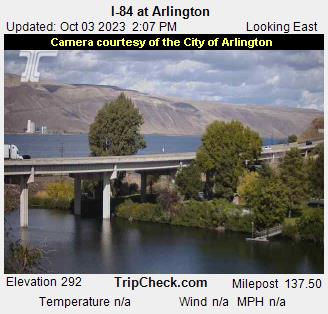 I-84 at Arlington
Updated: Oct 03 2023 2:07 PM Looking East
Camera courtesy of the City of Arlington
Elevation 292 TripCheck.com Milepost 137.50
Temperature n/a Wind n/a MPH n/a